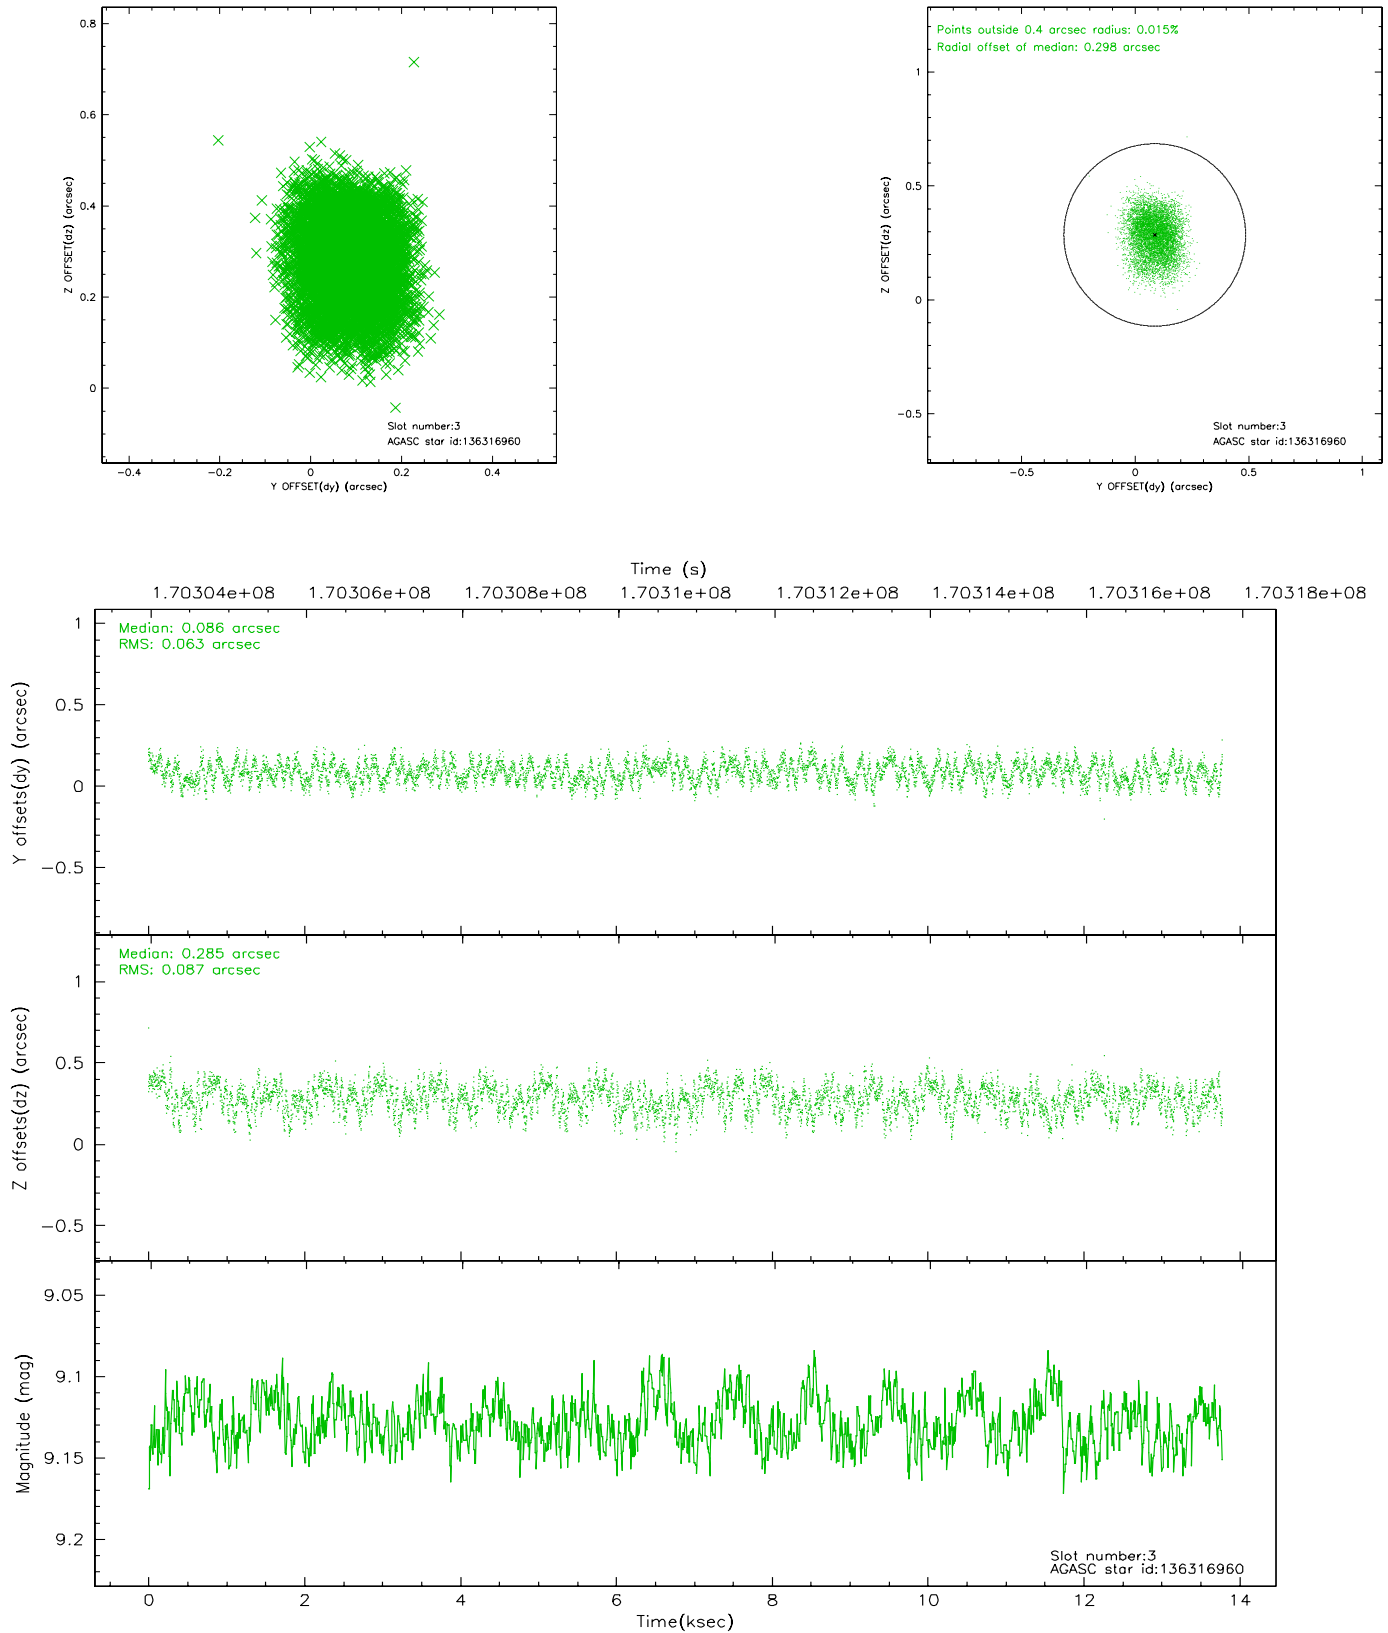 0.8
0.6
0.4
0.2
0
Z OFFSET(dz) (arcsec)
Slot number:3
AGASC star id:136316960
−0.4 −0.2 0 0.2 0.4
Y OFFSET(dy) (arcsec)
Points outside 0.4 arcsec radius: 0.015%
Radial offset of median: 0.298 arcsec
1
0.5
0
−0.5
Z OFFSET(dz) (arcsec)
Slot number:3
AGASC star id:136316960
−0.5 0 0.5 1
Y OFFSET(dy) (arcsec)
Time (s)
1.70304e+08 1.70306e+08 1.70308e+08 1.7031e+08 1.70312e+08 1.70314e+08 1.70316e+08 1.70318e+08
Median: 0.086 arcsec
RMS: 0.063 arcsec
1
0.5
0
−0.5
Y offsets(dy) (arcsec)
Median: 0.285 arcsec
RMS: 0.087 arcsec
1
0.5
0
−0.5
Z offsets(dz) (arcsec)
9.05
9.1
9.15
9.2
Magnitude (mag)
Slot number:3
AGASC star id:136316960
0 2 4 6 8 10 12 14
Time(ksec)